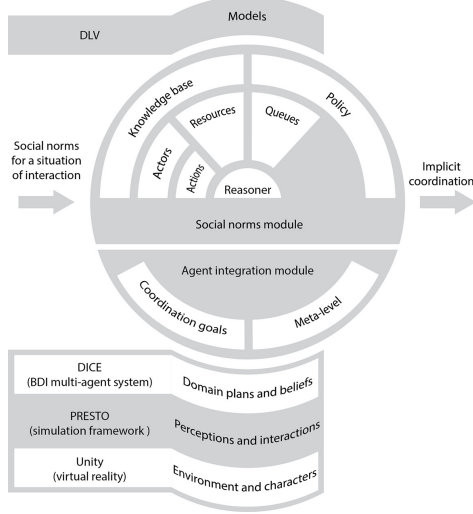 Models
DLV
Knowledge base
Policy
Resources
Queues
Actors
Actions
Reasoner
Social norms
for a situation
of interaction
Implicit
coordination
Social norms module
Agent integration module
Coordination goals
Meta-level
DICE
(BDI multi-agent system)
Domain plans and beliefs
PRESTO
(simulation framework )
Perceptions and interactions
Unity
(virtual reality)
Environment and characters